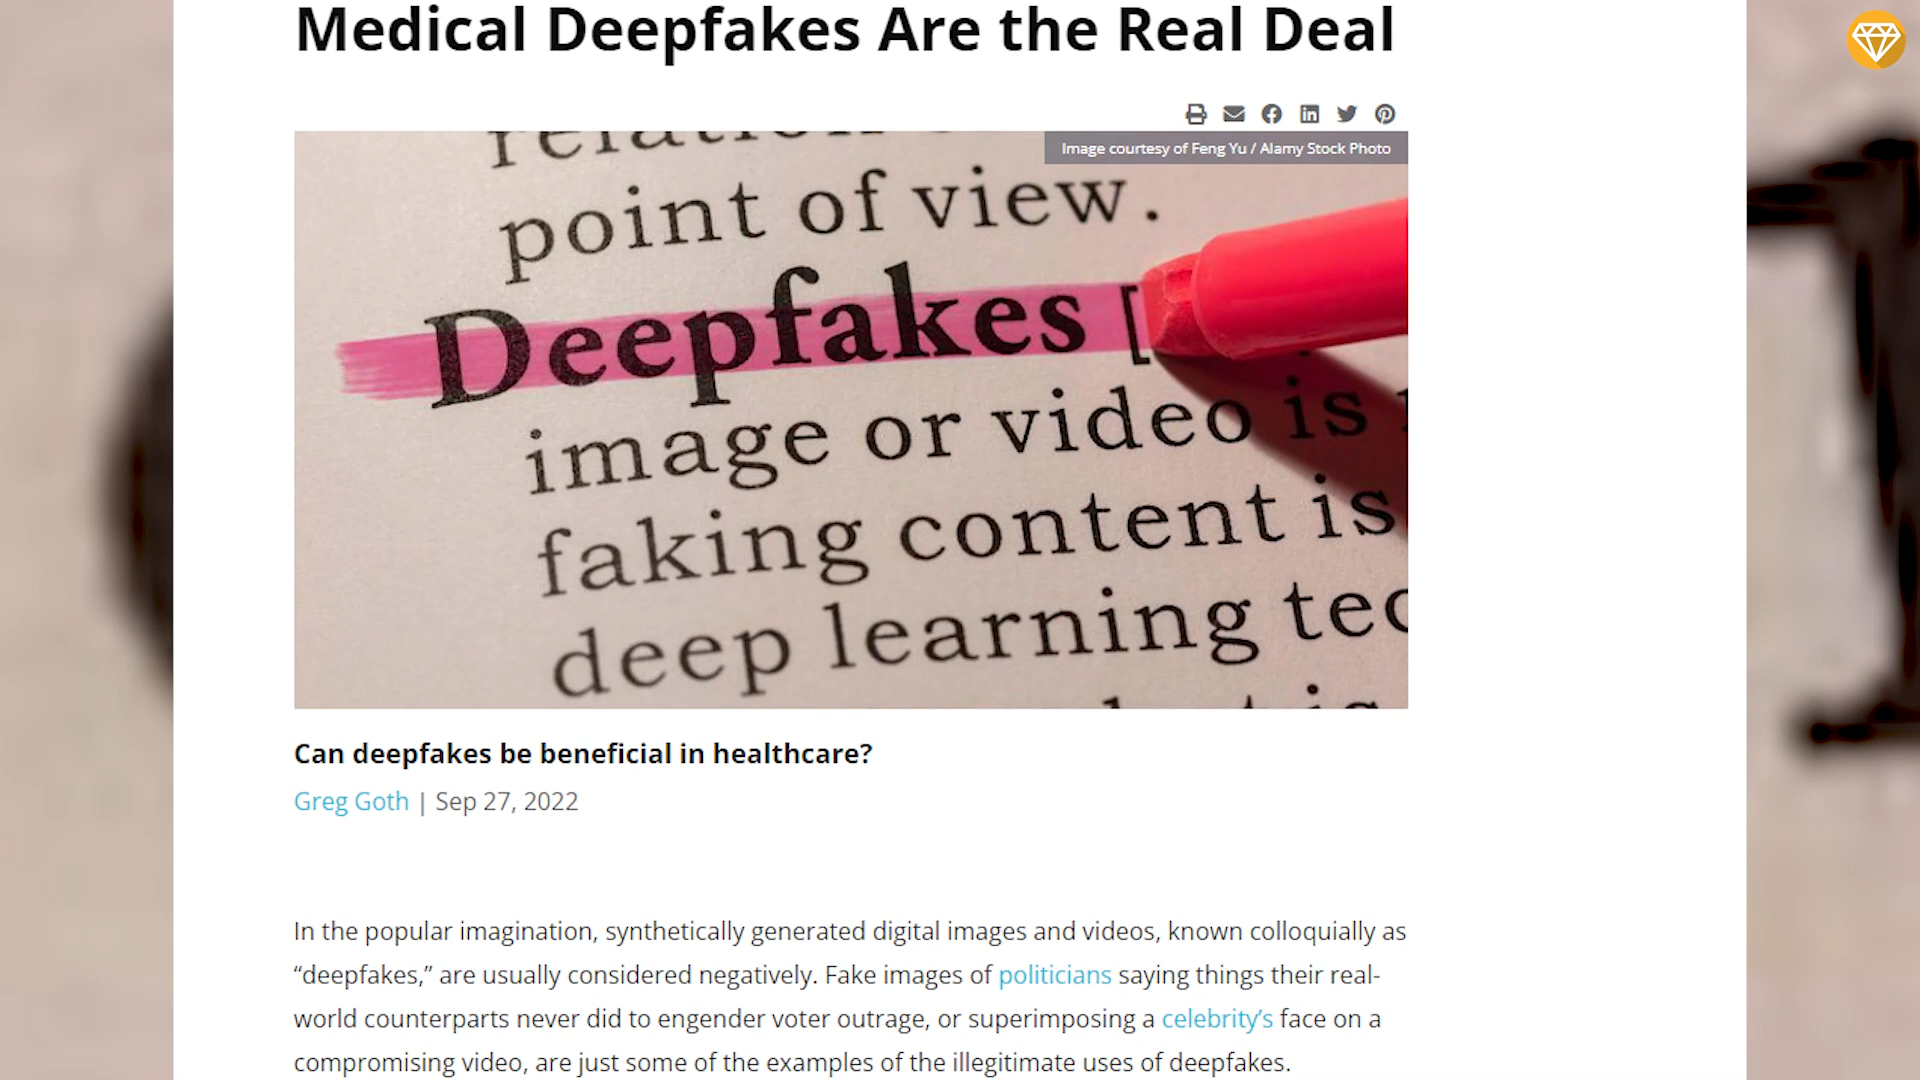 Medical Deepfakes Are the Real Deal
Image courtesy of Feng Yu / Alamy Stock Photo
point of view.
Deepfakes [
image or video is
faking content is
deep learning
Can deepfakes be beneficial in healthcare?
Greg Goth | Sep 27, 2022
In the popular imagination, synthetically generated digital images and videos, known colloquially as
“deepfakes,” are usually considered negatively. Fake images of politicians saying things their real-
world counterparts never did to engender voter outrage, or superimposing a celebrity’s face on a
compromising video, are just some of the examples of the illegitimate uses of deepfakes.